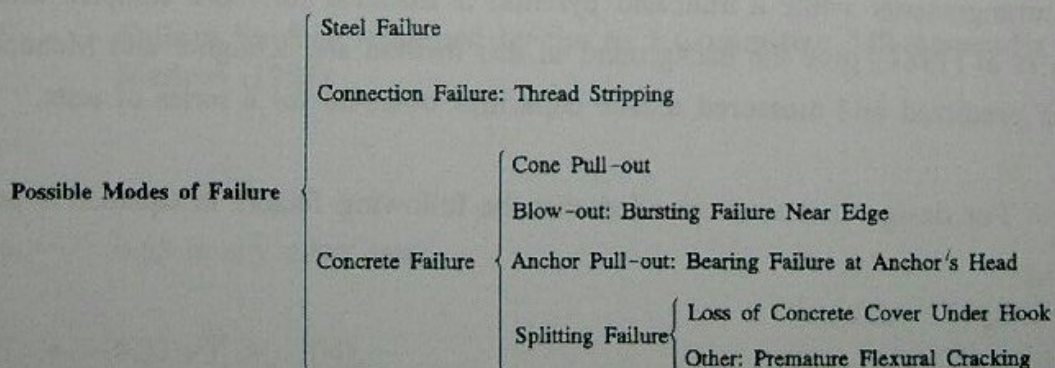 Steel Failure
Connection Failure: Thread Stripping
Cone Pull-out
Possible Modes of Failure
Blow-out: Bursting Failure Near Edge
Concrete Failure
Anchor Pull-out: Bearing Failure at Anchor's Head
Loss of Concrete Cover Under Hook
Splitting Failure
Other: Premature Flexural Cracking